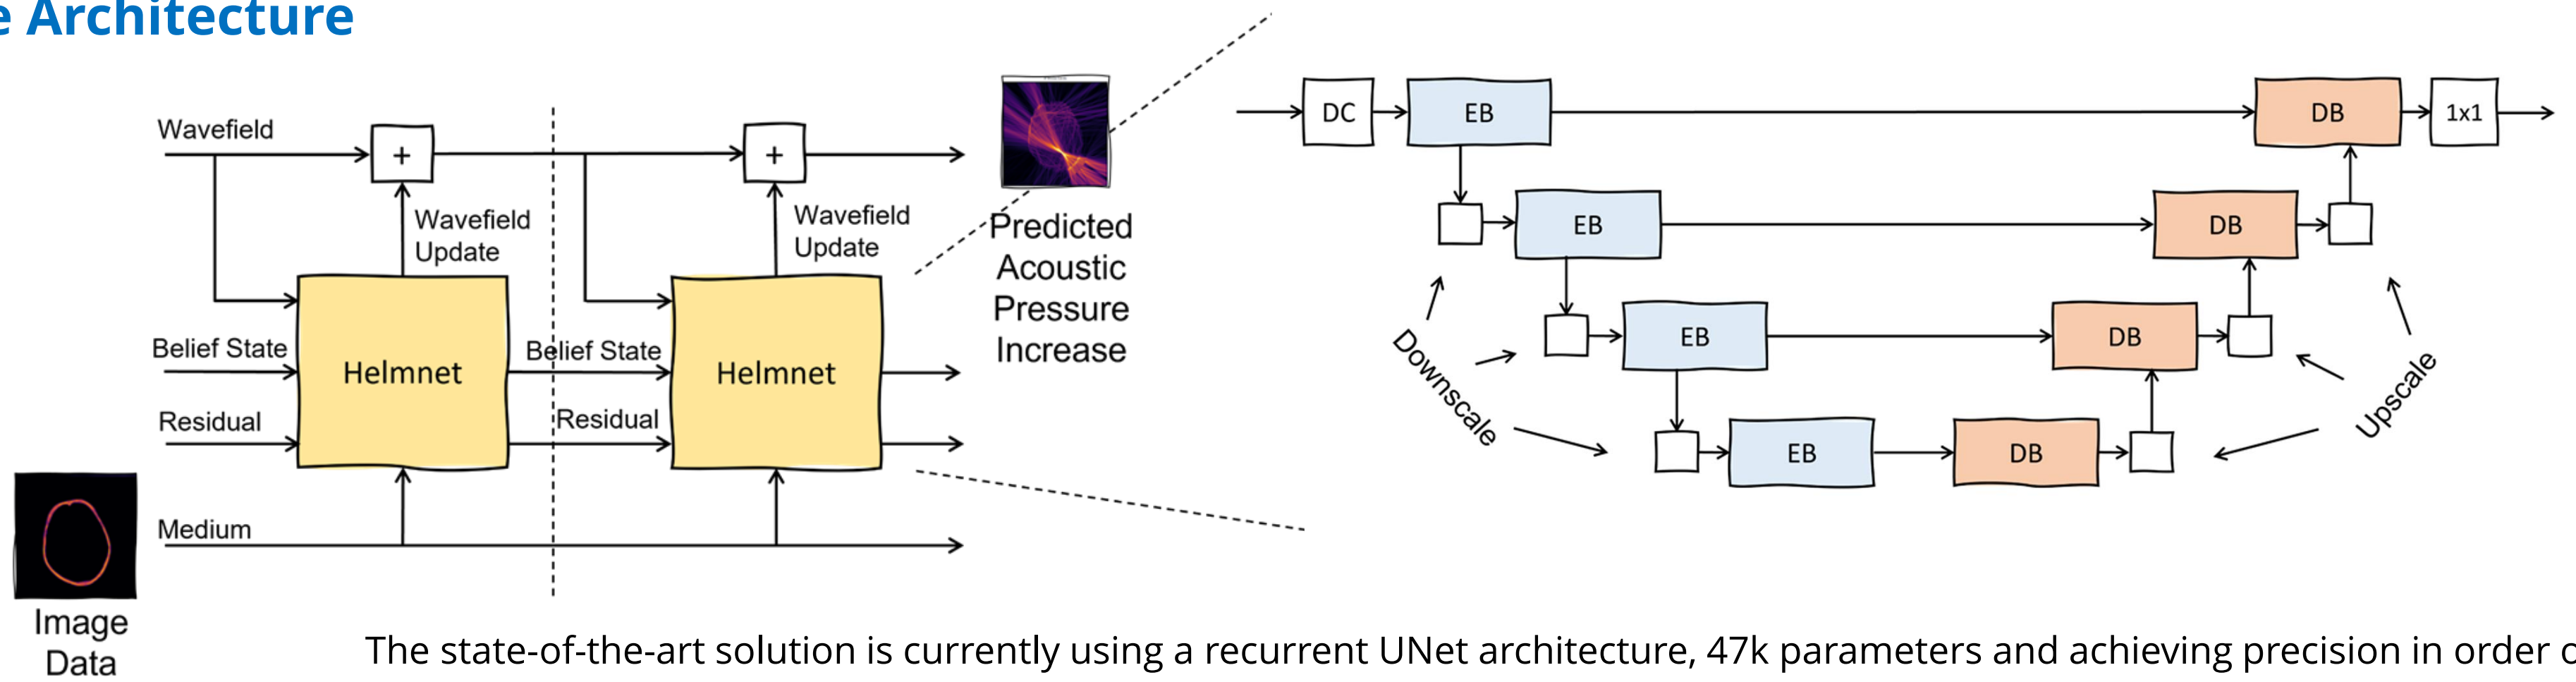 e Architecture
Wavefield
+
+
Wavefield
Update
Wavefield
Update
Belief State
Helmnet
Belief State
Helmnet
Residual
Residual
Medium
Image
Data
Predicted
Acoustic
Pressure
Increase
DC
EB
DB
1x1
EB
DB
EB
DB
EB
DB
Downscale
Upscale
The state-of-the-art solution is currently using a recurrent UNet architecture, 47k parameters and achieving precision in order